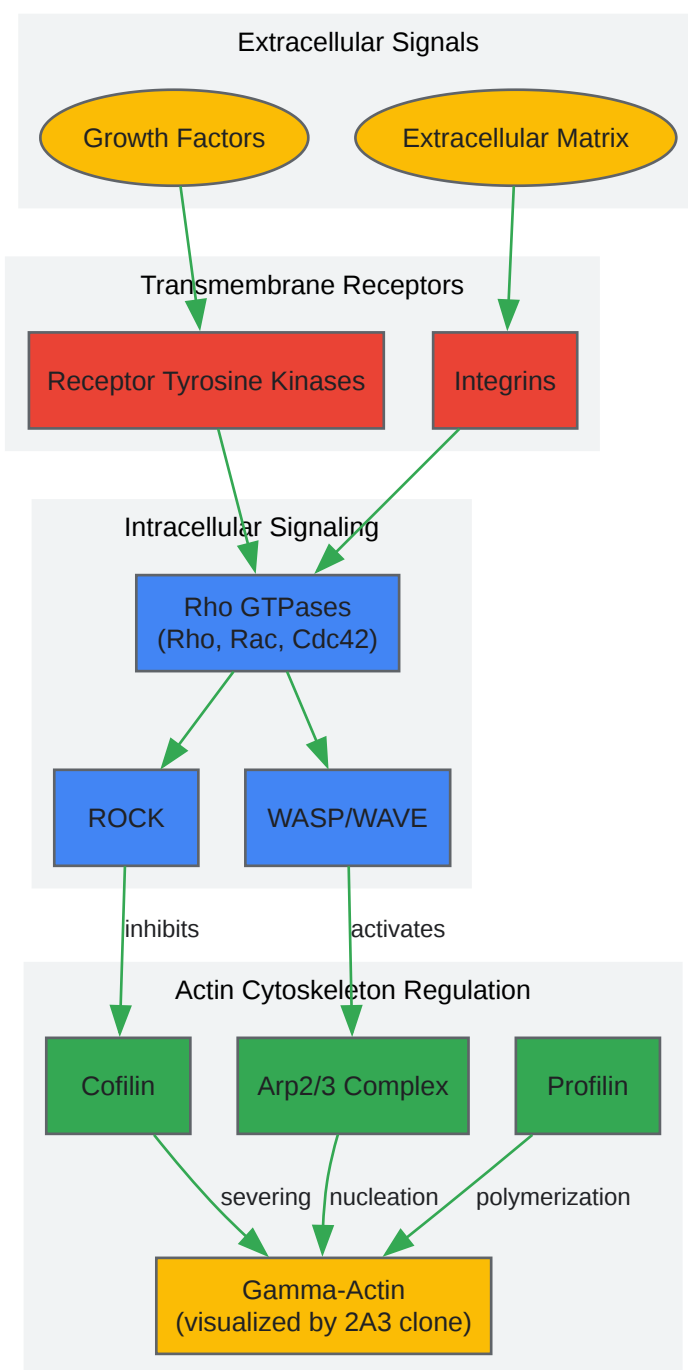 Extracellular Signals
Growth Factors
Extracellular Matrix
Transmembrane Receptors
Receptor Tyrosine Kinases
Integrins
Intracellular Signaling
Rho GTPases
(Rho, Rac, Cdc42)
ROCK
WASP/WAVE
inhibits
activates
Actin Cytoskeleton Regulation
Cofilin
Arp2/3 Complex
Profilin
severing
nucleation
polymerization
Gamma-Actin
(visualized by 2A3 clone)